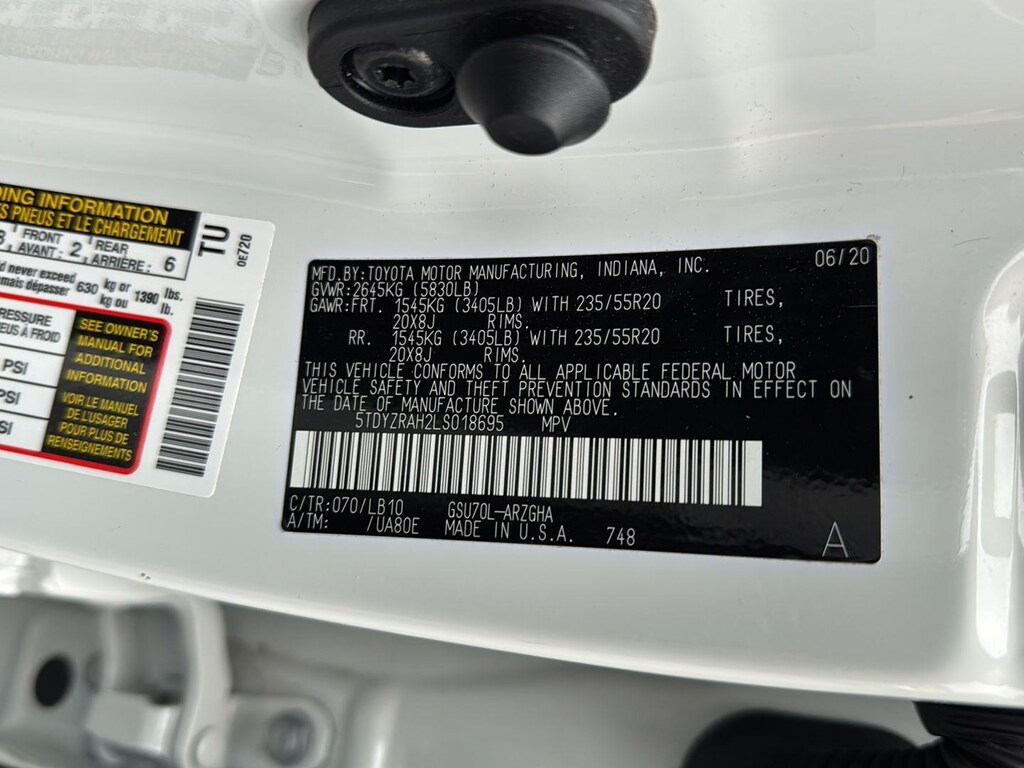 DING INFORMATION
S PNEUS ET LE CHARGEMENT
FRONT 2 REAR 6
AVANT : ARRIÈRE :
d never exceed 630 kg or 1390 lbs.
mais dépasser kg ou lb.
RESSURE
EUS À FROID
PSI
PSI
SI
SEE OWNER'S
MANUAL FOR
ADDITIONAL
INFORMATION
VOIR LE MANUEL
DE L'USAGER
POUR PLUS DE
RENSEIGNEMENTS
TU
0E720
MFD.BY:TOYOTA MOTOR MANUFACTURING, INDIANA, INC. 06/20
GVWR:2645KG (5830LB)
GAWR:FRT. 1545KG (3405LB) WITH 235/55R20 TIRES,
20X8J RIMS.
RR. 1545KG (3405LB) WITH 235/55R20 TIRES,
20X8J RIMS.
THIS VEHICLE CONFORMS TO ALL APPLICABLE FEDERAL MOTOR
VEHICLE SAFETY AND THEFT PREVENTION STANDARDS IN EFFECT ON
THE DATE OF MANUFACTURE SHOWN ABOVE.
5TDYZRAH2LS018695 MPV
C/TR:070/LB10 GSU70L-ARZGHA
A/TM: /UA80E MADE IN U.S.A. 748 A